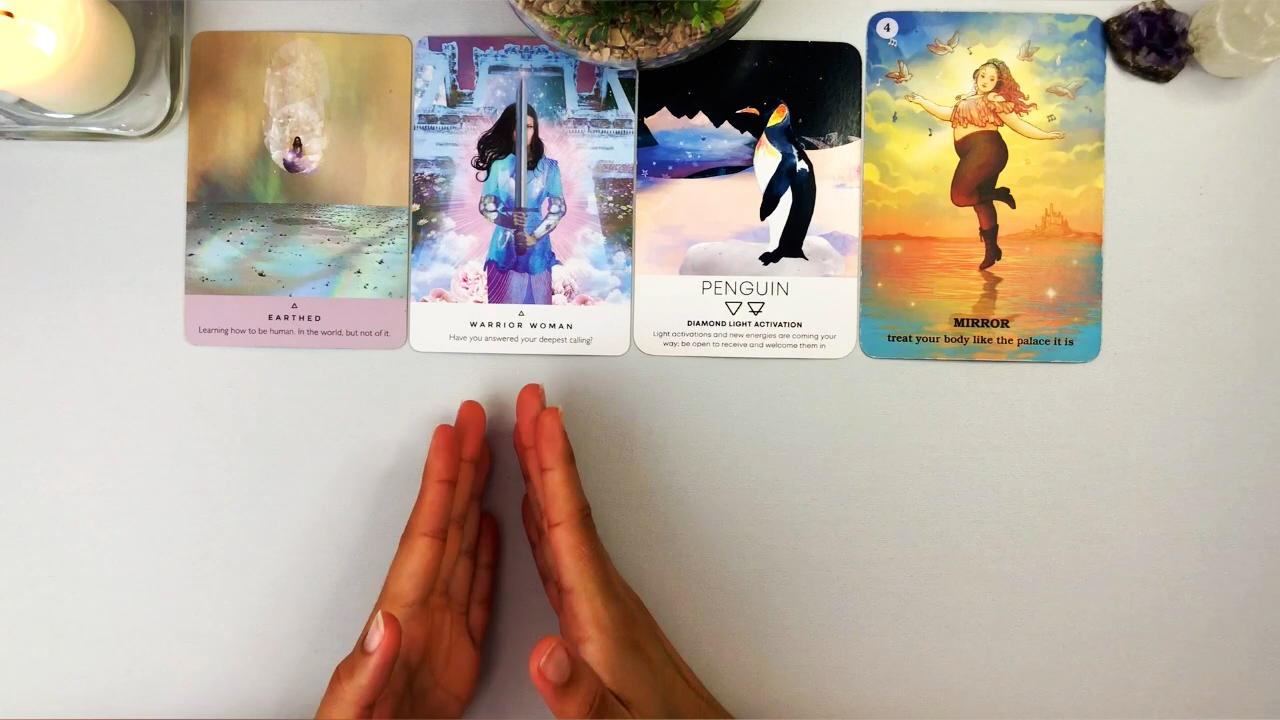 EARTHED
Learning how to be human. In the world, but not of it.
WARRIOR WOMAN
Have you answered your deepest calling?
PENGUIN
DIAMOND LIGHT ACTIVATION
Light activations and new energies are coming your
way; be open to receive and welcome them in
4
MIRROR
treat your body like the palace it is